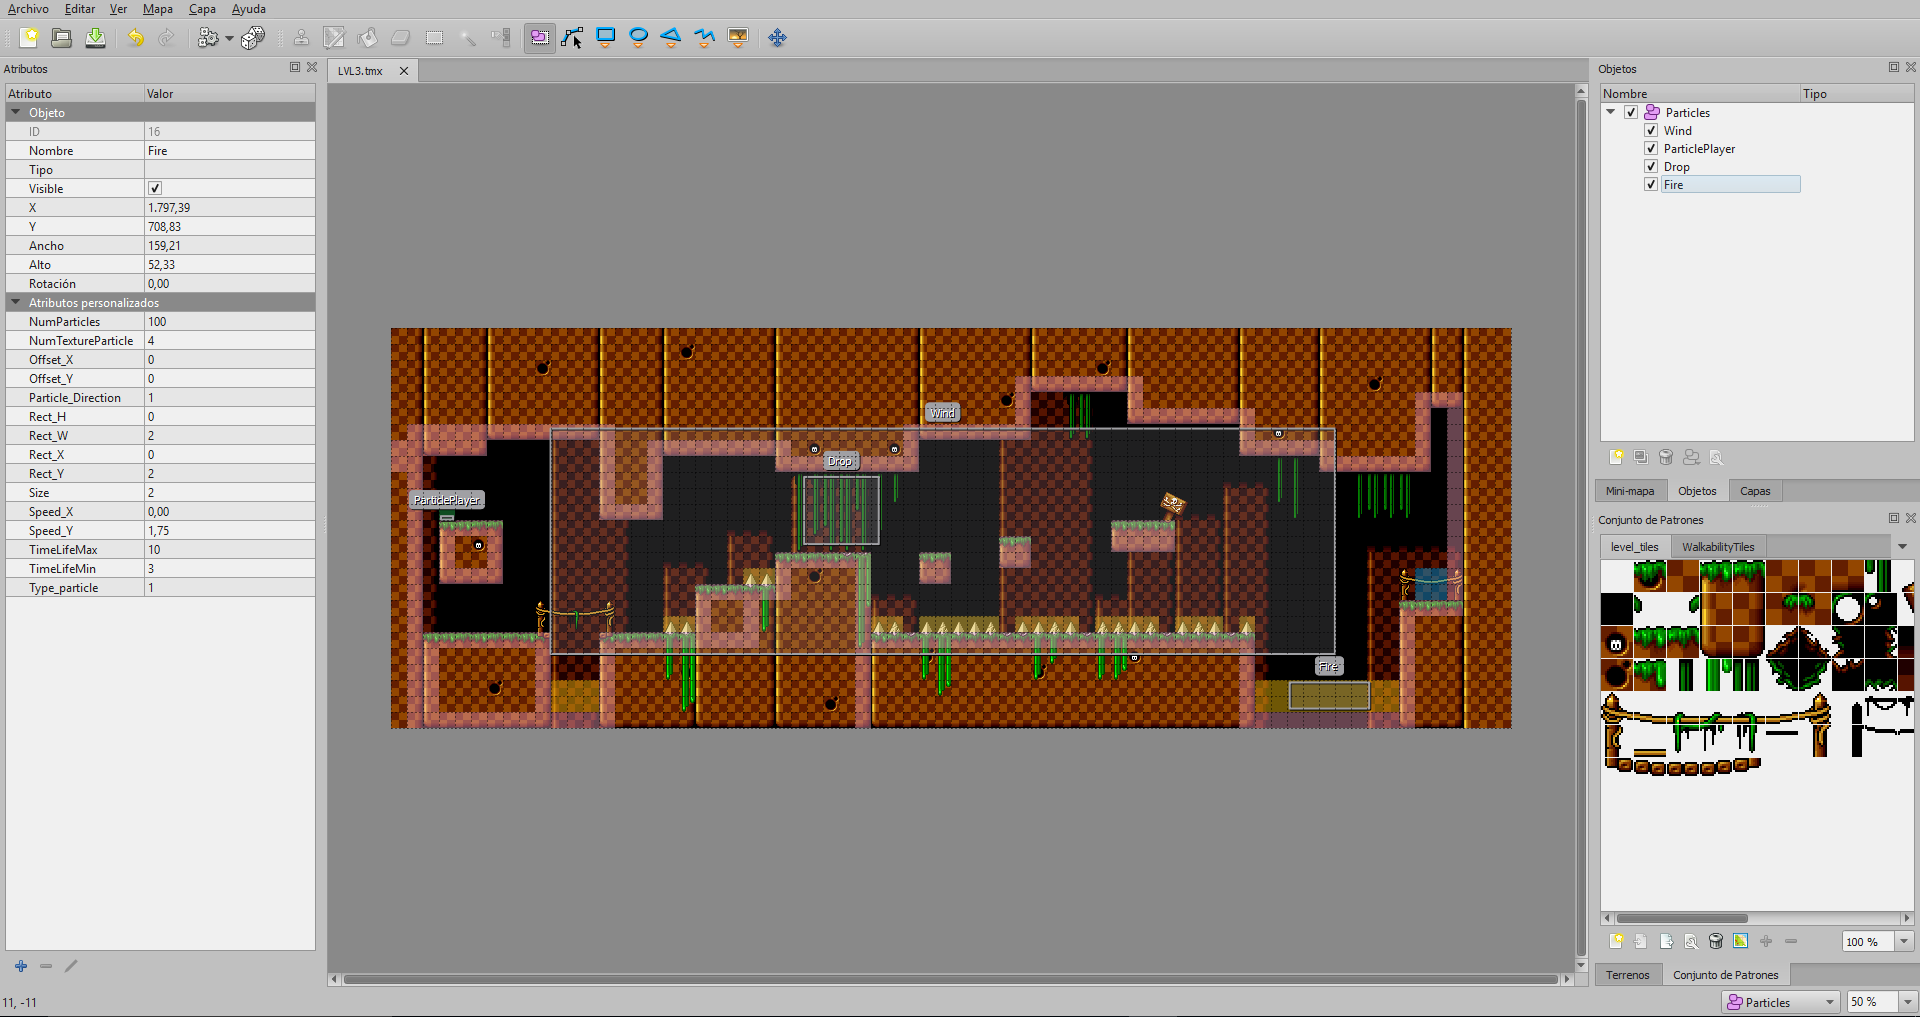 Archivo Editar Ver Mapa Capa Ayuda
Atributos
LVL3.tmx
Atributo Valor
Objeto
ID 16
Nombre Fire
Tipo
Visible
X 1.797,39
Y 708,83
Ancho 159,21
Alto 52,33
Rotación 0,00
Atributos personalizados
NumParticles 100
NumTextureParticle 4
Offset_X 0
Offset_Y 0
Particle_Direction 1
Rect_H 0
Rect_W 2
Rect_X 0
Rect_Y 2
Size 2
Speed_X 0,00
Speed_Y 1,75
TimeLifeMax 10
TimeLifeMin 3
Type_particle 1
11, -11
Wind
Drop
ParticlePlayer
Fire
Objetos
Nombre Tipo
Particles
Wind
ParticlePlayer
Drop
Fire
Mini-mapa Objetos Capas
Conjunto de Patrones
level_tiles WalkabilityTiles
100 %
Terrenos Conjunto de Patrones
Particles 50 %